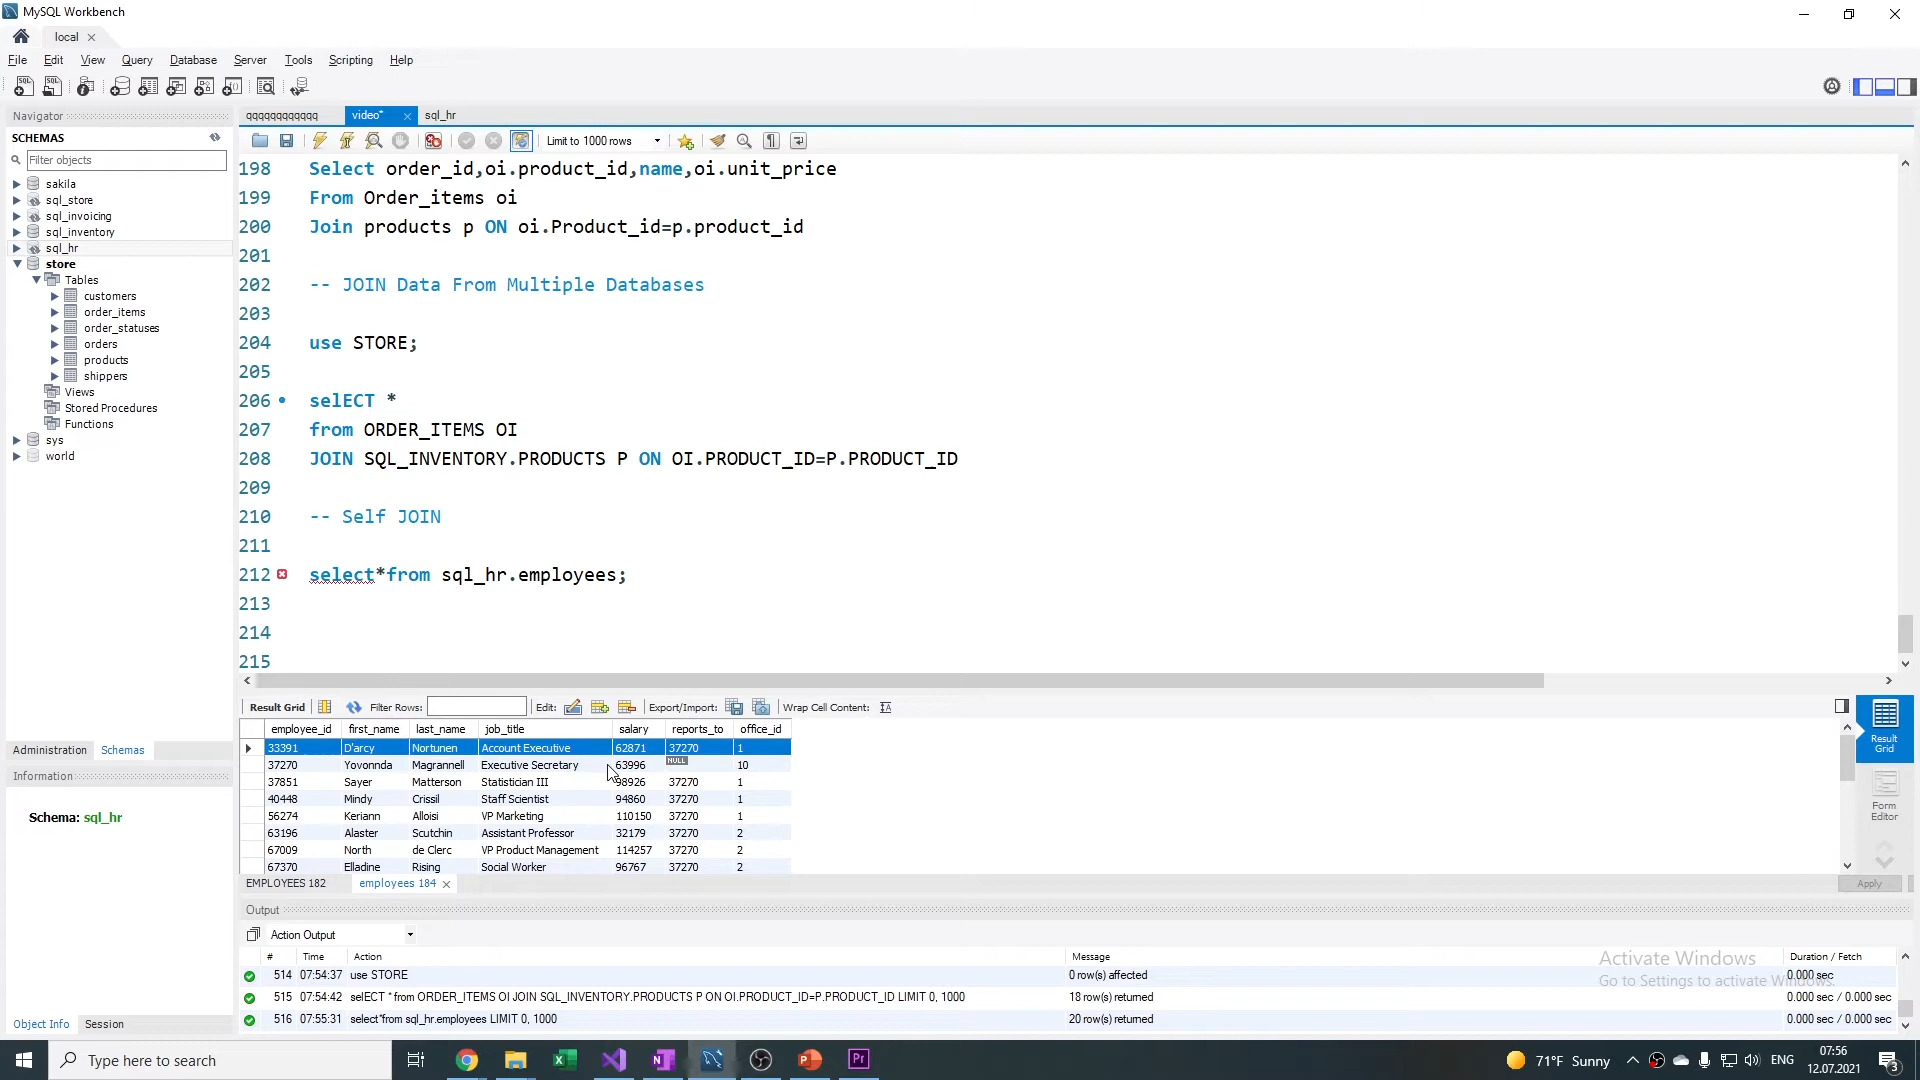 MySQL Workbench
local
File Edit View Query Database Server Tools Scripting Help
Navigator
SCHEMAS
Filter objects
sakila
sql_store
sql_invoicing
sql_inventory
sql_hr
store
Tables
customers
order_items
order_statuses
orders
products
shippers
Views
Stored Procedures
Functions
sys
world
Administration Schemas
Information
Schema: sql_hr
Object Info Session
qqqqqqqqqqqq video* sql_hr
Limit to 1000 rows
198 Select order_id,oi.product_id,name,oi.unit_price
199 From Order_items oi
200 Join products p ON oi.Product_id=p.product_id
201
202 -- JOIN Data From Multiple Databases
203
204 use STORE;
205
206 selECT *
207 from ORDER_ITEMS OI
208 JOIN SQL_INVENTORY.PRODUCTS P ON OI.PRODUCT_ID=P.PRODUCT_ID
209
210 -- Self JOIN
211
212 select*from sql_hr.employees;
213
214
215
Result Grid Filter Rows: Edit: Export/Import: Wrap Cell Content:
employee_id first_name last_name job_title salary reports_to office_id
33391 D'arcy Nortunen Account Executive 62871 37270 1
37270 Yovonnda Magrannell Executive Secretary 63996 NULL 10
37851 Sayer Matterson Statistician III 98926 37270 1
40448 Mindy Crissil Staff Scientist 94860 37270 1
56274 Keriann Alloisi VP Marketing 110150 37270 1
63196 Alaster Scutchin Assistant Professor 32179 37270 2
67009 North de Clerc VP Product Management 114257 37270 2
67370 Elladine Rising Social Worker 96767 37270 2
Result Grid
Form Editor
EMPLOYEES 182 employees 184 Apply
Output
Action Output
# Time Action Message Duration / Fetch
514 07:54:37 use STORE 0 row(s) affected 0.000 sec
515 07:54:42 selECT * from ORDER_ITEMS OI JOIN SQL_INVENTORY.PRODUCTS P ON OI.PRODUCT_ID=P.PRODUCT_ID LIMIT 0, 1000 18 row(s) returned 0.000 sec / 0.000 sec
516 07:55:31 select*from sql_hr.employees LIMIT 0, 1000 20 row(s) returned 0.000 sec / 0.000 sec
Activate Windows
Go to Settings to activate Windows.
Type here to search
71°F Sunny
ENG
07:56
12.07.2021
3